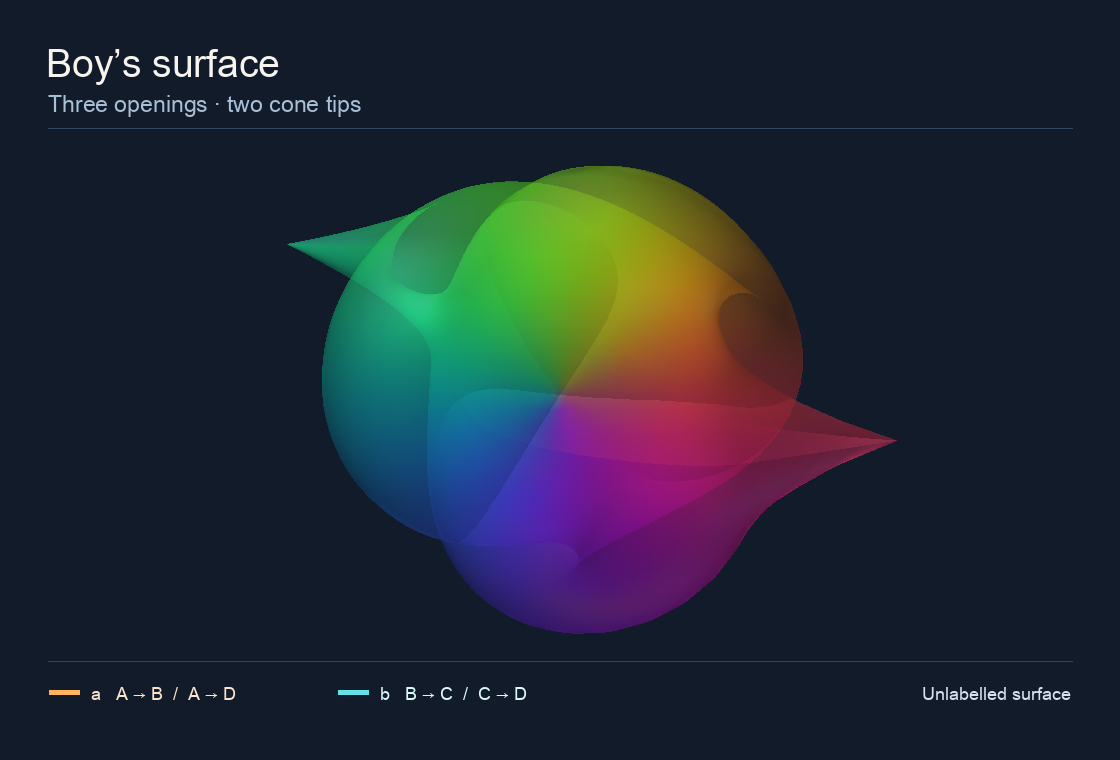 Boy’s surface
Three openings · two cone tips
a A→B / A→D
b B→C / C→D
Unlabelled surface